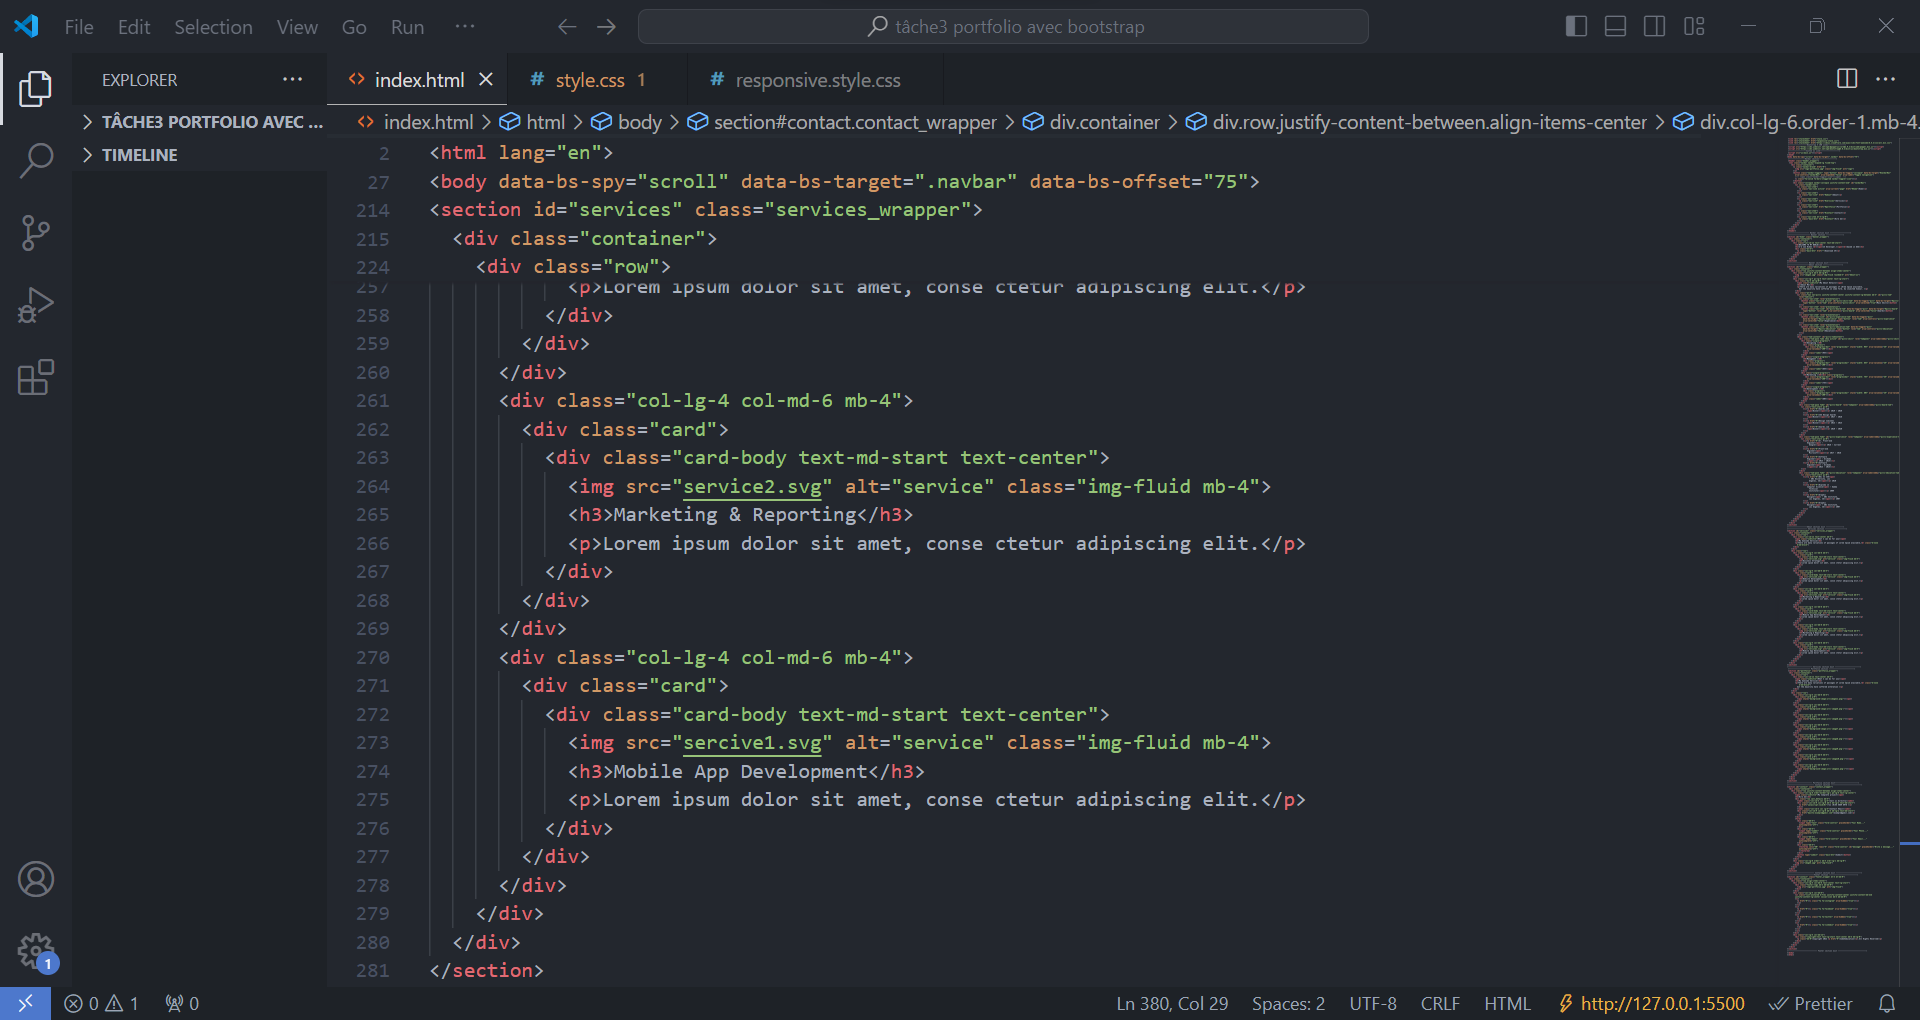 File Edit Selection View Go Run ··· tâche3 portfolio avec bootstrap
EXPLORER ···
TÂCHE3 PORTFOLIO AVEC ...
TIMELINE
index.html # style.css 1 # responsive.style.css
index.html > html > body > section#contact.contact_wrapper > div.container > div.row.justify-content-between.align-items-center > div.col-lg-6.order-1.mb-4.
2 <html lang="en">
27 <body data-bs-spy="scroll" data-bs-target=".navbar" data-bs-offset="75">
214 <section id="services" class="services_wrapper">
215 <div class="container">
224 <div class="row">
257 <p>Lorem ipsum dolor sit amet, conse ctetur adipiscing elit.</p>
258 </div>
259 </div>
260 </div>
261 <div class="col-lg-4 col-md-6 mb-4">
262 <div class="card">
263 <div class="card-body text-md-start text-center">
264 <img src="service2.svg" alt="service" class="img-fluid mb-4">
265 <h3>Marketing & Reporting</h3>
266 <p>Lorem ipsum dolor sit amet, conse ctetur adipiscing elit.</p>
267 </div>
268 </div>
269 </div>
270 <div class="col-lg-4 col-md-6 mb-4">
271 <div class="card">
272 <div class="card-body text-md-start text-center">
273 <img src="sercive1.svg" alt="service" class="img-fluid mb-4">
274 <h3>Mobile App Development</h3>
275 <p>Lorem ipsum dolor sit amet, conse ctetur adipiscing elit.</p>
276 </div>
277 </div>
278 </div>
279 </div>
280 </div>
281 </section>
1
0 1 0 Ln 380, Col 29 Spaces: 2 UTF-8 CRLF HTML http://127.0.0.1:5500 Prettier